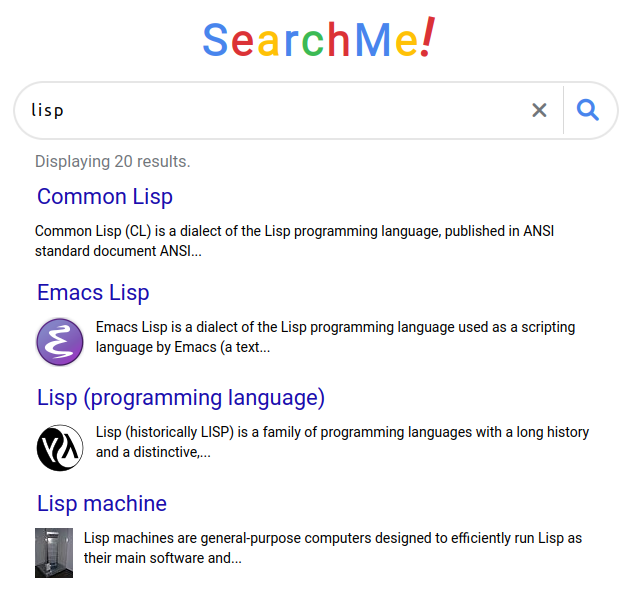 SearchMe!
lisp
Displaying 20 results.
Common Lisp
Common Lisp (CL) is a dialect of the Lisp programming language, published in ANSI
standard document ANSI...
Emacs Lisp
Emacs Lisp is a dialect of the Lisp programming language used as a scripting
language by Emacs (a text...
Lisp (programming language)
Lisp (historically LISP) is a family of programming languages with a long history
and a distinctive,...
Lisp machine
Lisp machines are general-purpose computers designed to efficiently run Lisp as
their main software and...